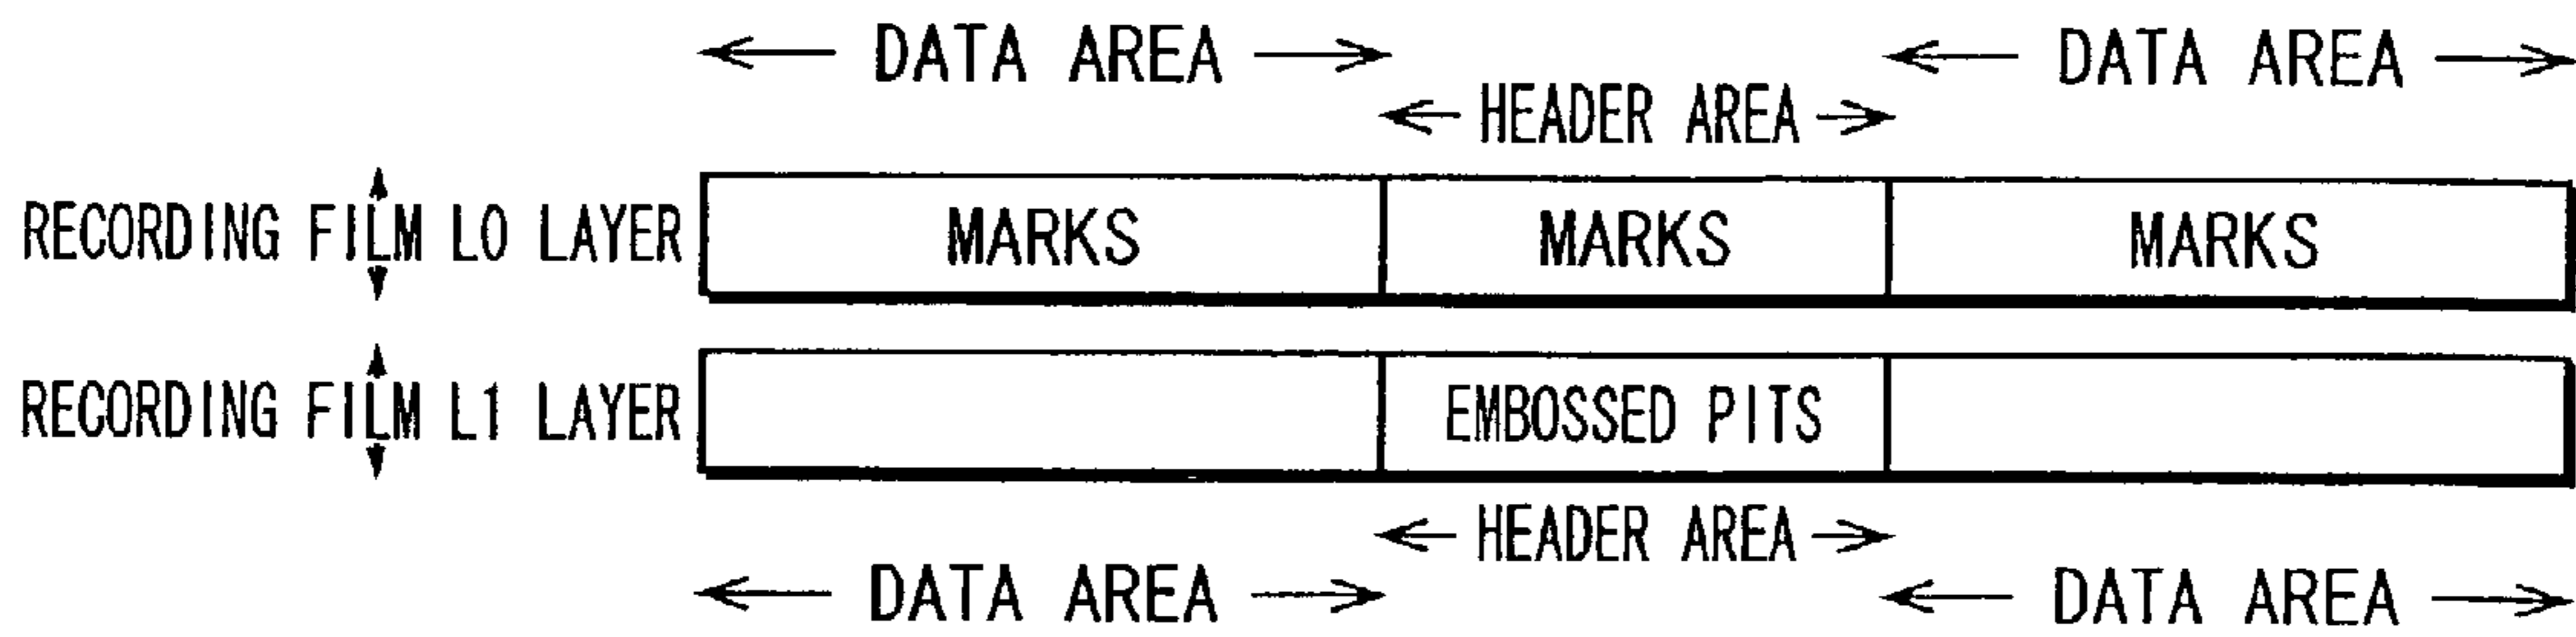 DATA AREA DATA AREA
HEADER AREA
RECORDING FILM L0 LAYER MARKS MARKS MARKS
RECORDING FILM L1 LAYER EMBOSSED PITS
HEADER AREA
DATA AREA DATA AREA